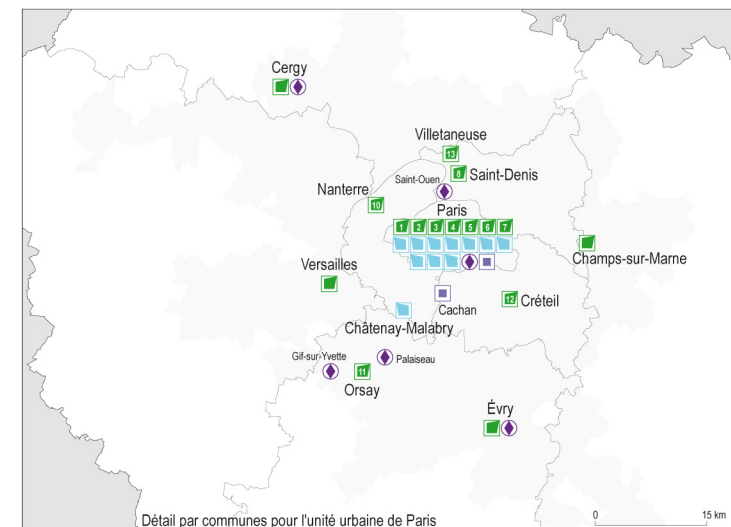 Cergy
Villetaneuse
13
Saint-Ouen
8 Saint-Denis
Nanterre
10
Paris
1 2 3 4 5 6 7
Champs-sur-Marne
Versailles
12 Créteil
Cachan
Châtenay-Malabry
Gif-sur-Yvette
Palaiseau
11
Orsay
Évry
Détail par communes pour l'unité urbaine de Paris
0 15 km